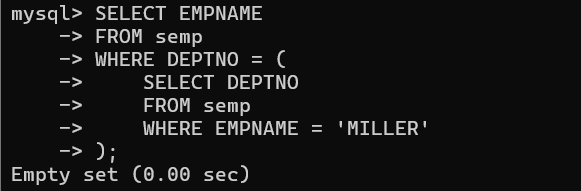 mysql> SELECT EMPNAME
    -> FROM semp
    -> WHERE DEPTNO = (
    ->     SELECT DEPTNO
    ->     FROM semp
    ->     WHERE EMPNAME = 'MILLER'
    -> );
Empty set (0.00 sec)